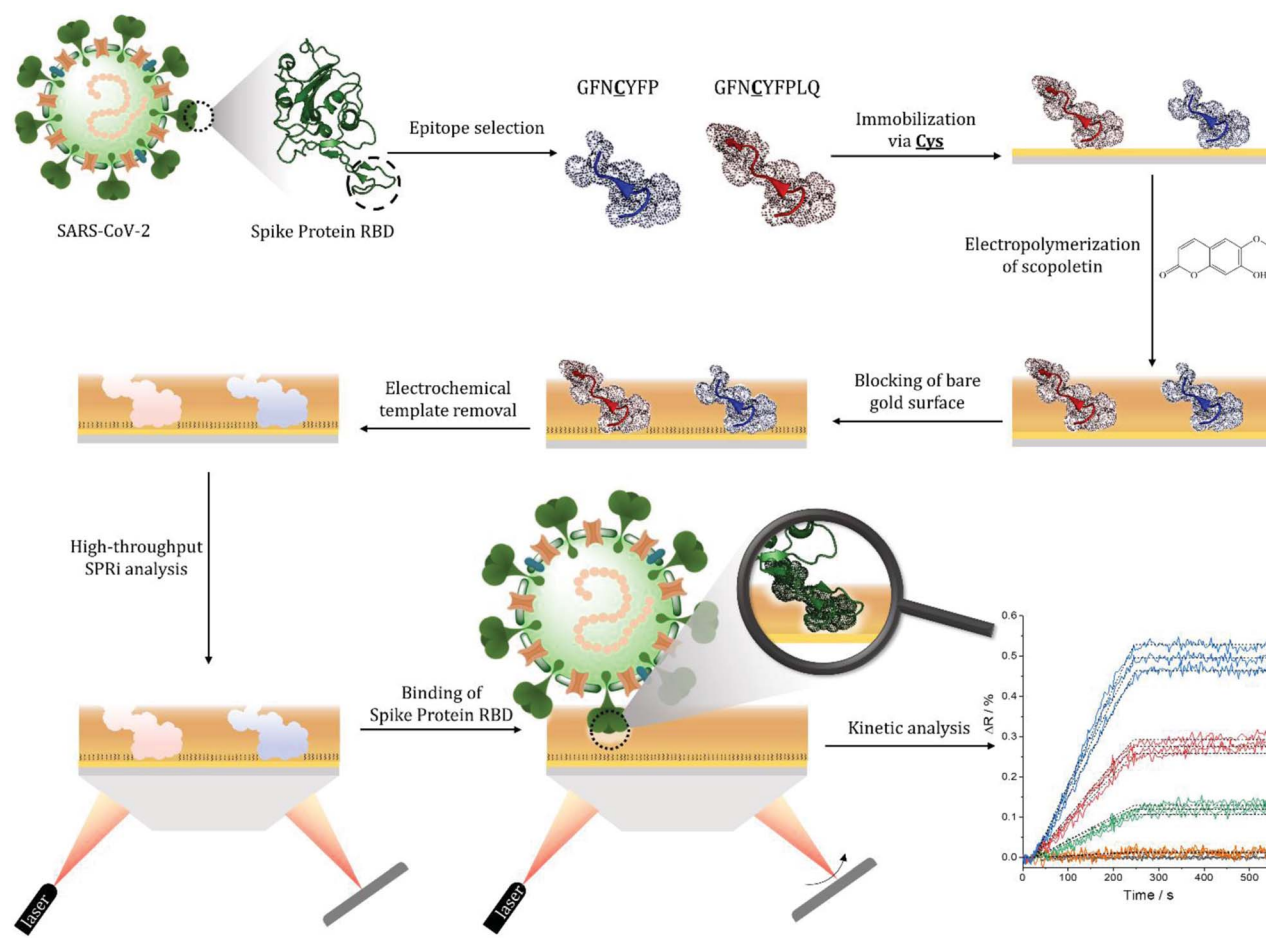 GFNCYFP
GFNCYFPLQ
Epitope selection
Immobilization
via Cys
SARS-CoV-2
Spike Protein RBD
Electropolymerization
of scopoletin
O
O
O
OH
Electrochemical
template removal
Blocking of bare
gold surface
High-throughput
SPRi analysis
Binding of
Spike Protein RBD
Kinetic analysis
laser
laser
ΔR / %
0.6
0.5
0.4
0.3
0.2
0.1
0.0
0
100
200
300
400
500
Time / s